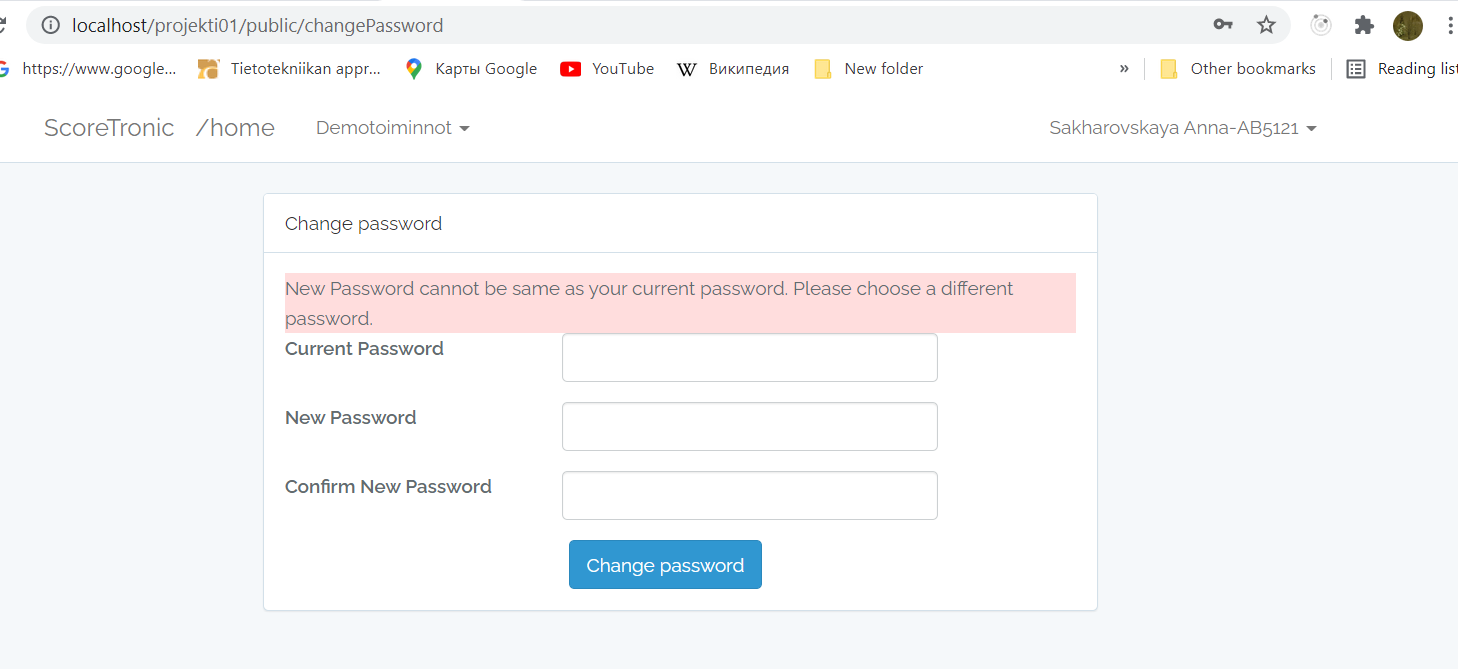 localhost/projekti01/public/changePassword
https://www.google... Tietotekniikan appr... Карты Google YouTube W Википедия New folder » Other bookmarks Reading list
ScoreTronic /home Demotoiminnot Sakharovskaya Anna-AB5121
Change password
New Password cannot be same as your current password. Please choose a different
password.
Current Password
New Password
Confirm New Password
Change password